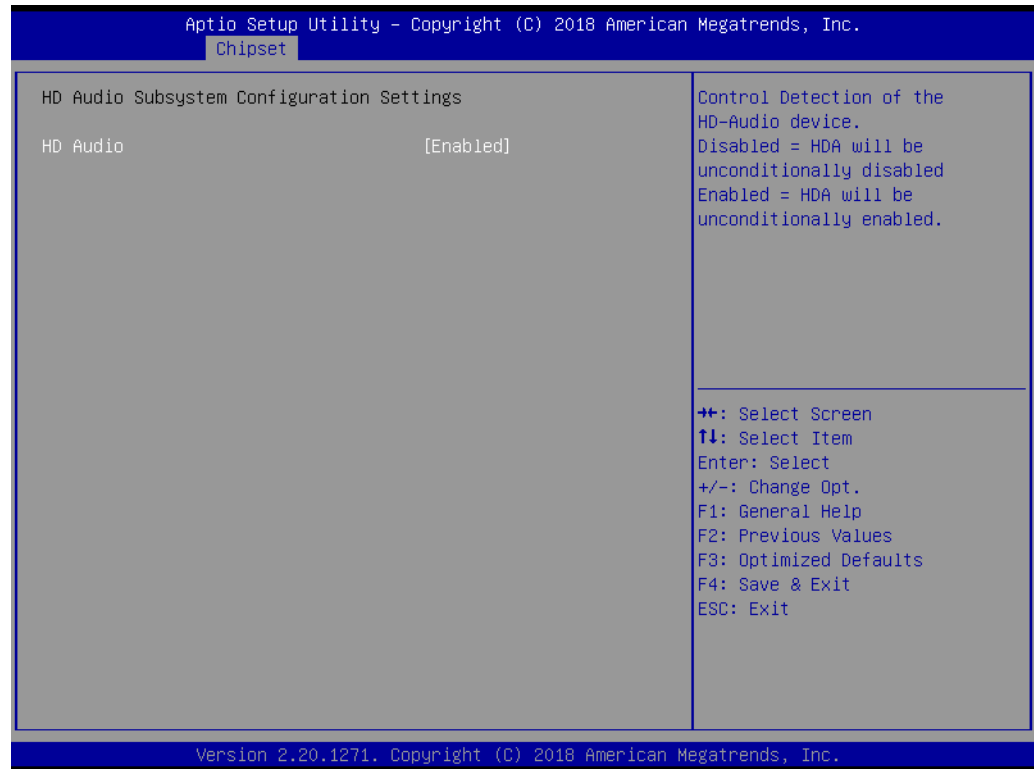 Aptio Setup Utility – Copyright (C) 2018 American Megatrends, Inc.
Chipset
HD Audio Subsystem Configuration Settings
HD Audio [Enabled]
Control Detection of the
HD-Audio device.
Disabled = HDA will be
unconditionally disabled
Enabled = HDA will be
unconditionally enabled.
→←: Select Screen
↑↓: Select Item
Enter: Select
+/-: Change Opt.
F1: General Help
F2: Previous Values
F3: Optimized Defaults
F4: Save & Exit
ESC: Exit
Version 2.20.1271. Copyright (C) 2018 American Megatrends, Inc.